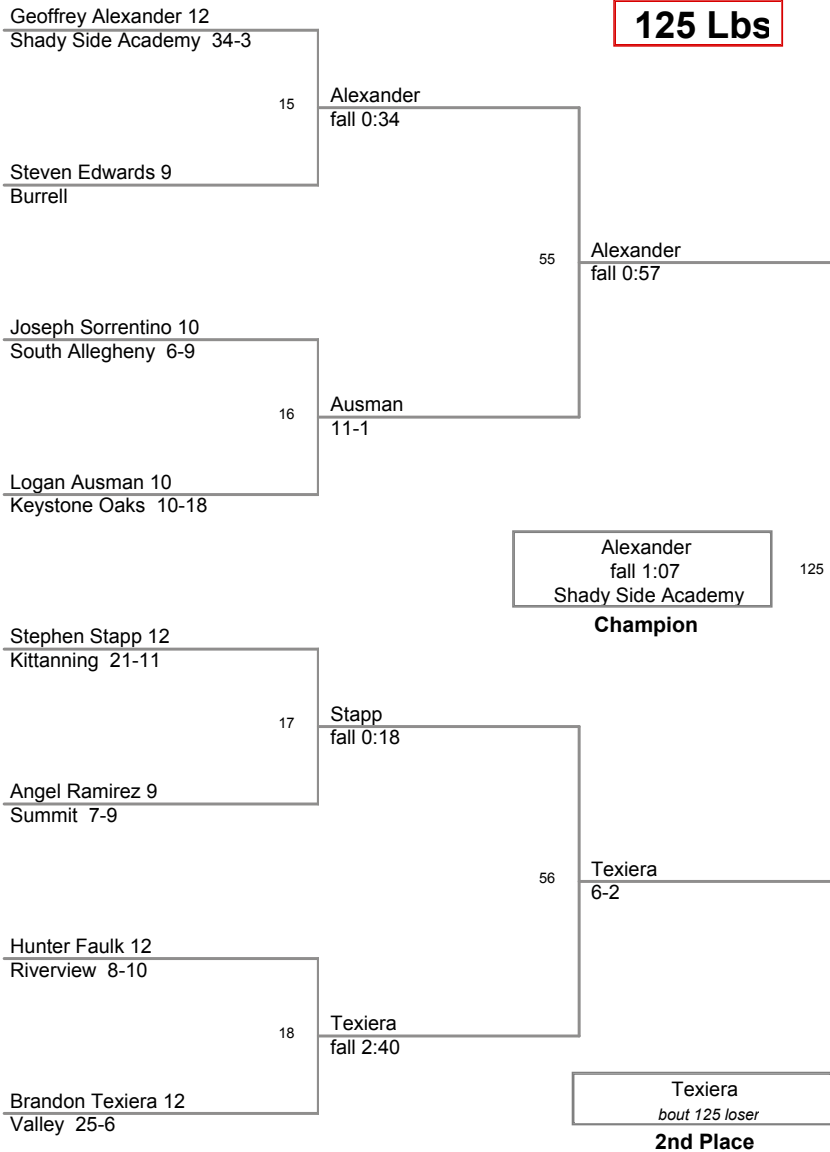 Geoffrey Alexander 12
125 Lbs
Shady Side Academy 34-3
15
Alexander
fall 0:34
Steven Edwards 9
Burrell
55
Alexander
fall 0:57
Joseph Sorrentino 10
South Allegheny 6-9
16
Ausman
11-1
Logan Ausman 10
Keystone Oaks 10-18
Alexander
fall 1:07
Shady Side Academy
125
Champion
Stephen Stapp 12
Kittanning 21-11
17
Stapp
fall 0:18
Angel Ramirez 9
Summit 7-9
56
Texiera
6-2
Hunter Faulk 12
Riverview 8-10
18
Texiera
fall 2:40
Brandon Texiera 12
Valley 25-6
Texiera
bout 125 loser
2nd Place